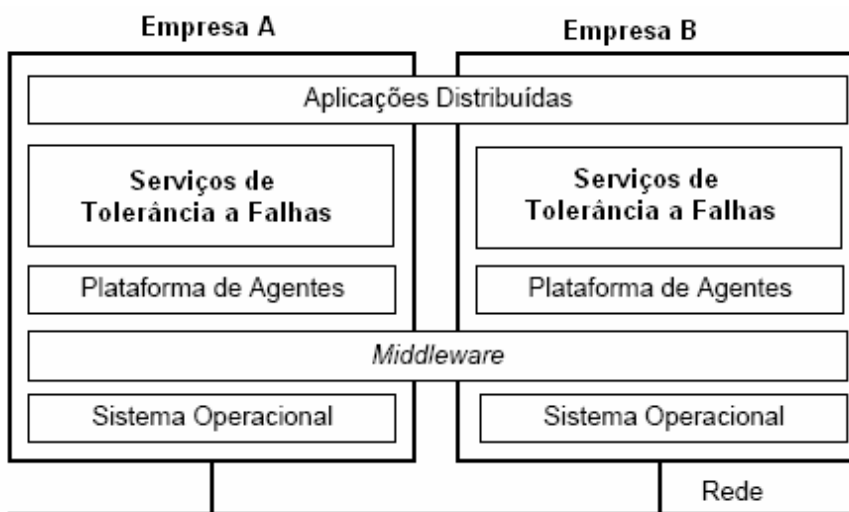 Empresa A
Empresa B
Aplicações Distribuídas
Serviços de
Tolerância a Falhas
Serviços de
Tolerância a Falhas
Plataforma de Agentes
Plataforma de Agentes
Middleware
Sistema Operacional
Sistema Operacional
Rede